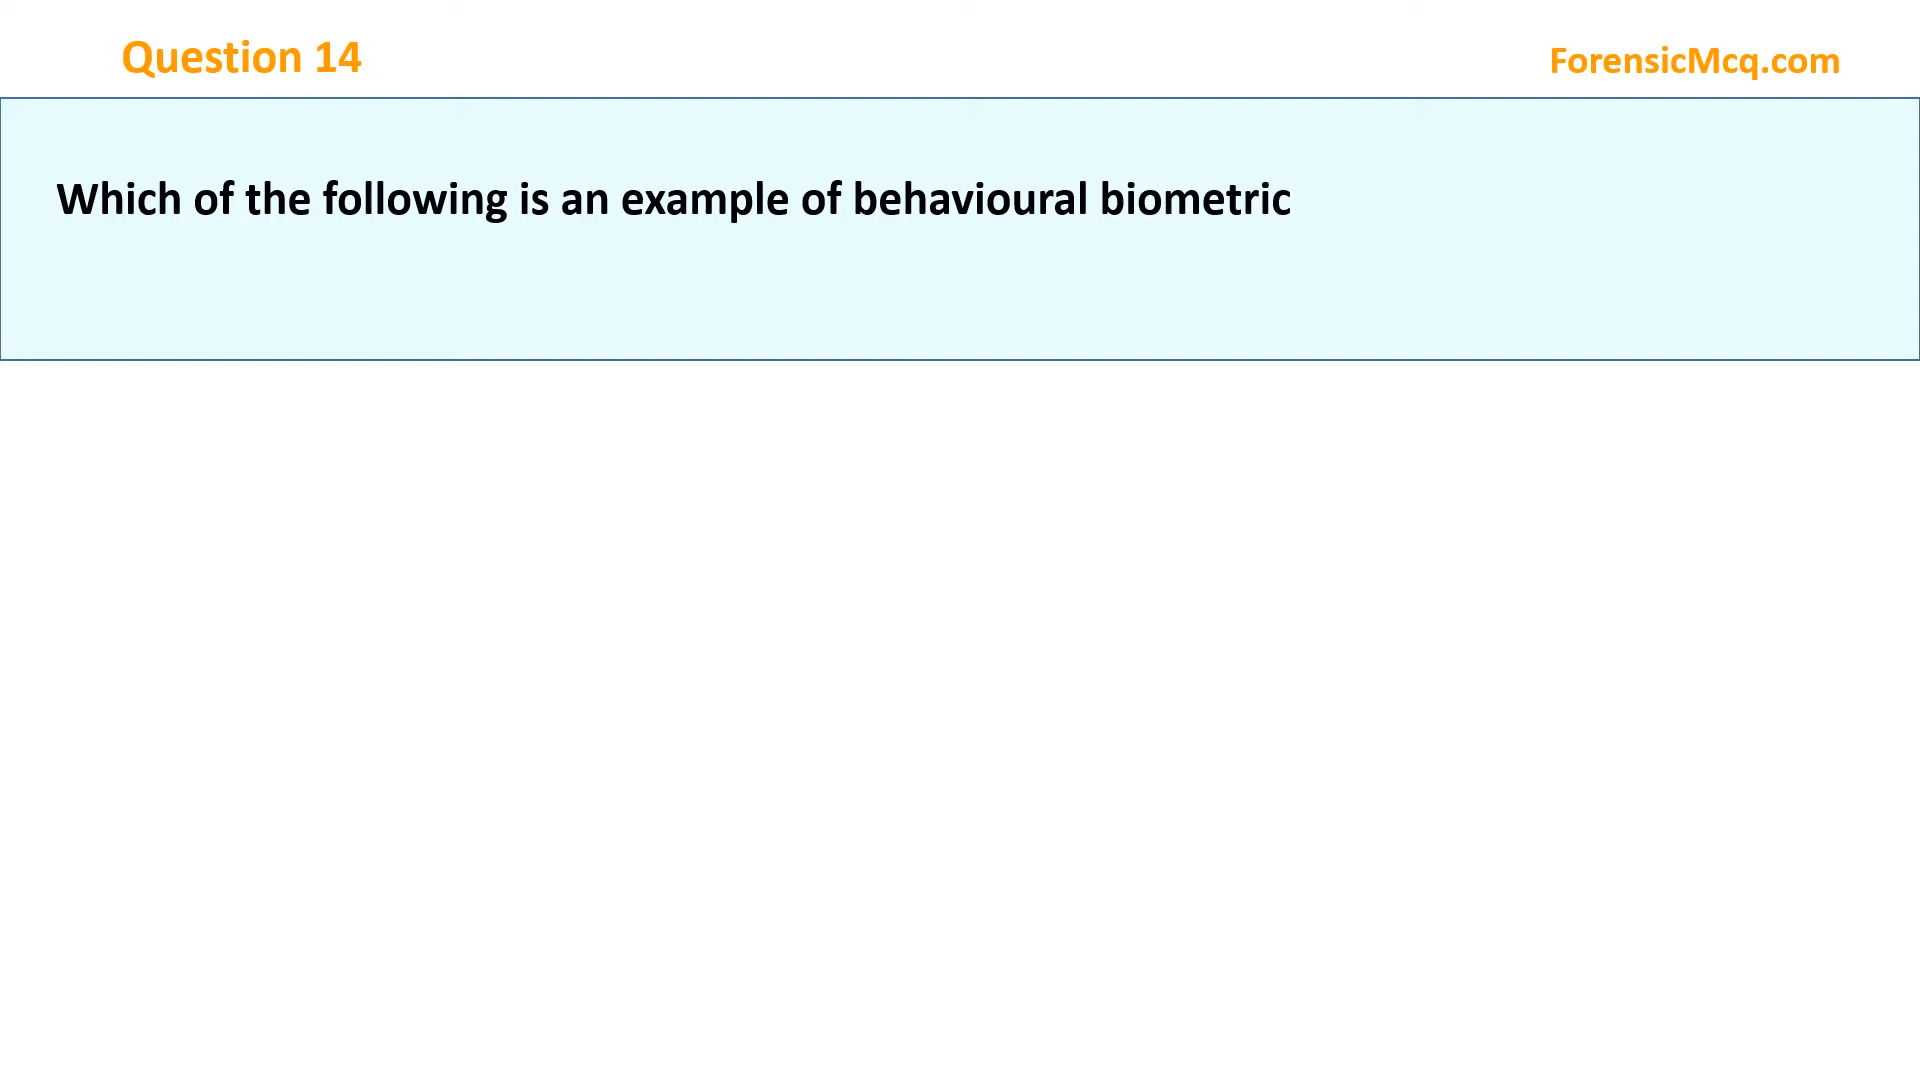 Question 14
ForensicMcq.com
Which of the following is an example of behavioural biometric